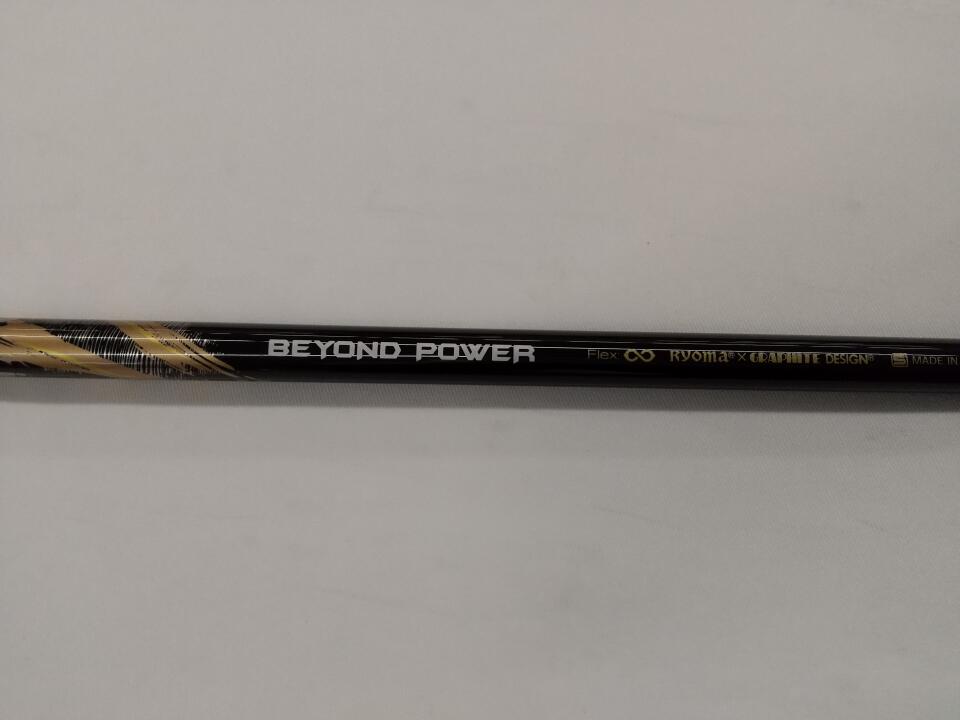 BEYOND POWER Flex ∞ RYOMA® × GRAPHITE DESIGN® S MADE IN